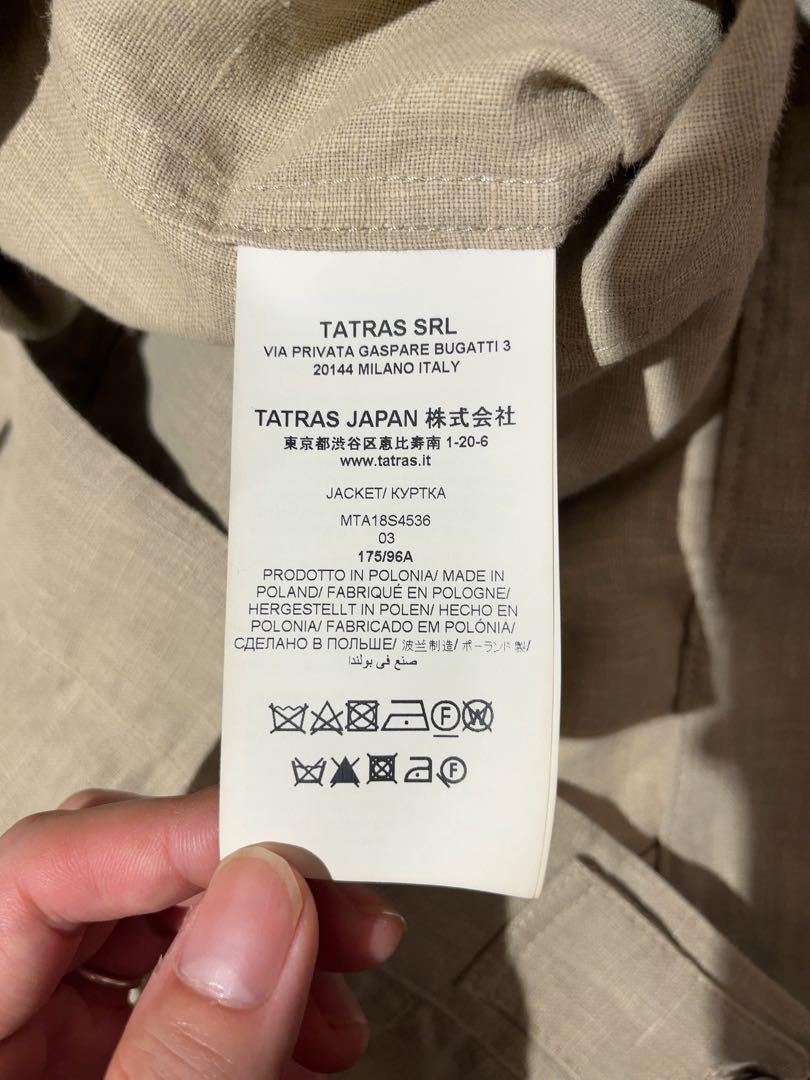 TATRAS SRL
VIA PRIVATA GASPARE BUGATTI 3
20144 MILANO ITALY
TATRAS JAPAN 株式会社
東京都渋谷区恵比寿南 1-20-6
www.tatras.it
JACKET/ КУРТКА
MTA18S4536
03
175/96A
PRODOTTO IN POLONIA/ MADE IN
POLAND/ FABRIQUÉ EN POLOGNE/
HERGESTELLT IN POLEN/ HECHO EN
POLONIA/ FABRICADO EM POLÓNIA/
СДЕЛАНО В ПОЛЬШЕ/ 波兰制造/ ポーランド製/
صنع في بولندا
F W
F